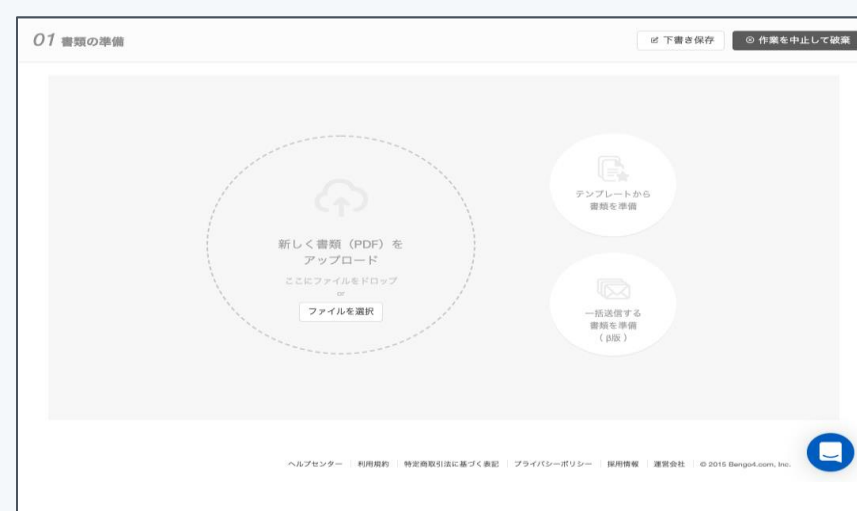 01 書類の準備
下書き保存
作業を中止して破棄
新しく書類（PDF）を
アップロード
ここにファイルをドロップ
or
ファイルを選択
テンプレートから
書類を準備
一括送信する
書類を準備
（β版）
ヘルプセンター 利用規約 特定商取引法に基づく表記 プライバシーポリシー 採用情報 運営会社 © 2015 Bengo4.com, Inc.